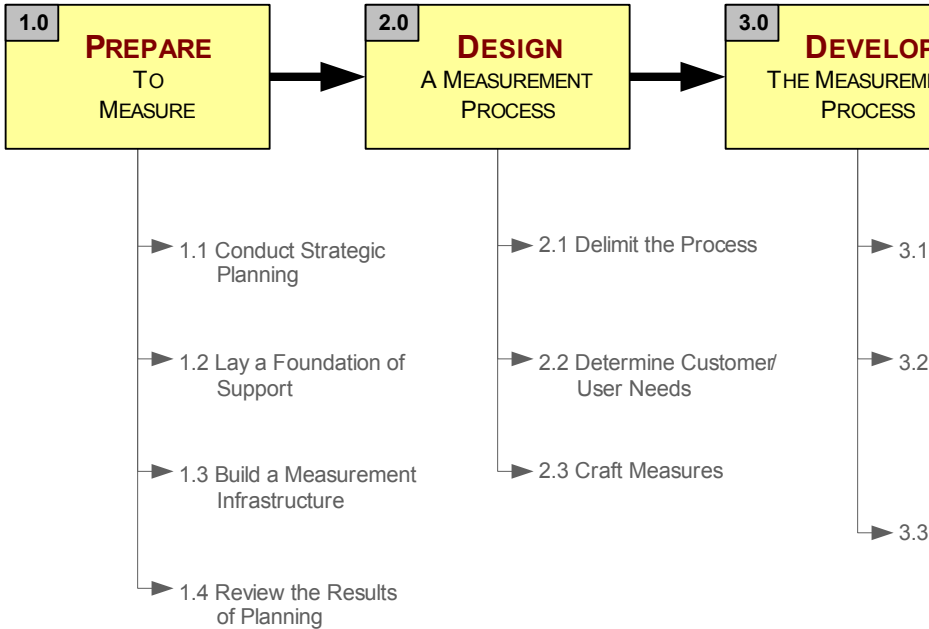 1.0
PREPARE
TO
MEASURE
1.1 Conduct Strategic
Planning
1.2 Lay a Foundation of
Support
1.3 Build a Measurement
Infrastructure
1.4 Review the Results
of Planning
2.0
DESIGN
A MEASUREMENT
PROCESS
2.1 Delimit the Process
2.2 Determine Customer/
User Needs
2.3 Craft Measures
3.0
DEVELOP
THE
PROCESS
3.1
3.2
3.3